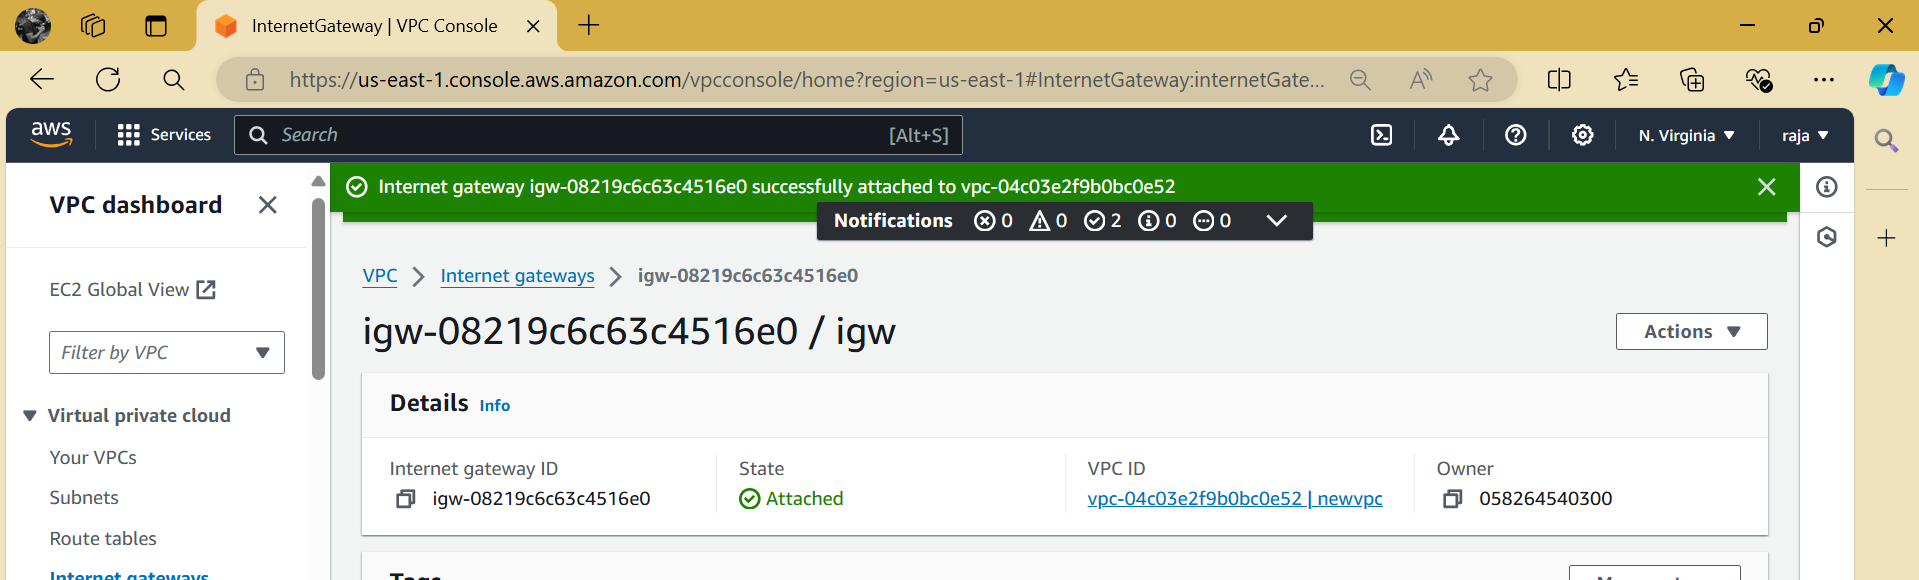 InternetGateway | VPC Console
https://us-east-1.console.aws.amazon.com/vpcconsole/home?region=us-east-1#InternetGateway:internetGate...
aws
Services
Search
[Alt+S]
N. Virginia
raja
VPC dashboard
EC2 Global View
Filter by VPC
Virtual private cloud
Your VPCs
Subnets
Route tables
Internet gateways
Internet gateway igw-08219c6c63c4516e0 successfully attached to vpc-04c03e2f9b0bc0e52
Notifications 0 0 2 0 0
VPC > Internet gateways > igw-08219c6c63c4516e0
igw-08219c6c63c4516e0 / igw
Actions
Details Info
Internet gateway ID
igw-08219c6c63c4516e0
State
Attached
VPC ID
vpc-04c03e2f9b0bc0e52 | newvpc
Owner
058264540300
Tags